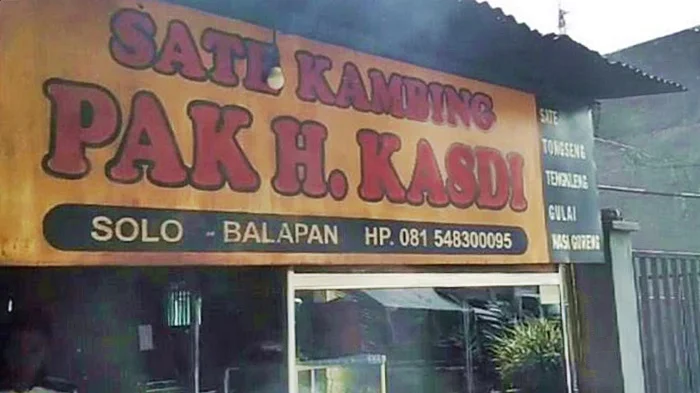 SATE KAMBING
PAK H. KASDI
SOLO - BALAPAN HP. 081 548300095
SATE
TONGSENG
TENGKLENG
GULAI
NASI GORENG